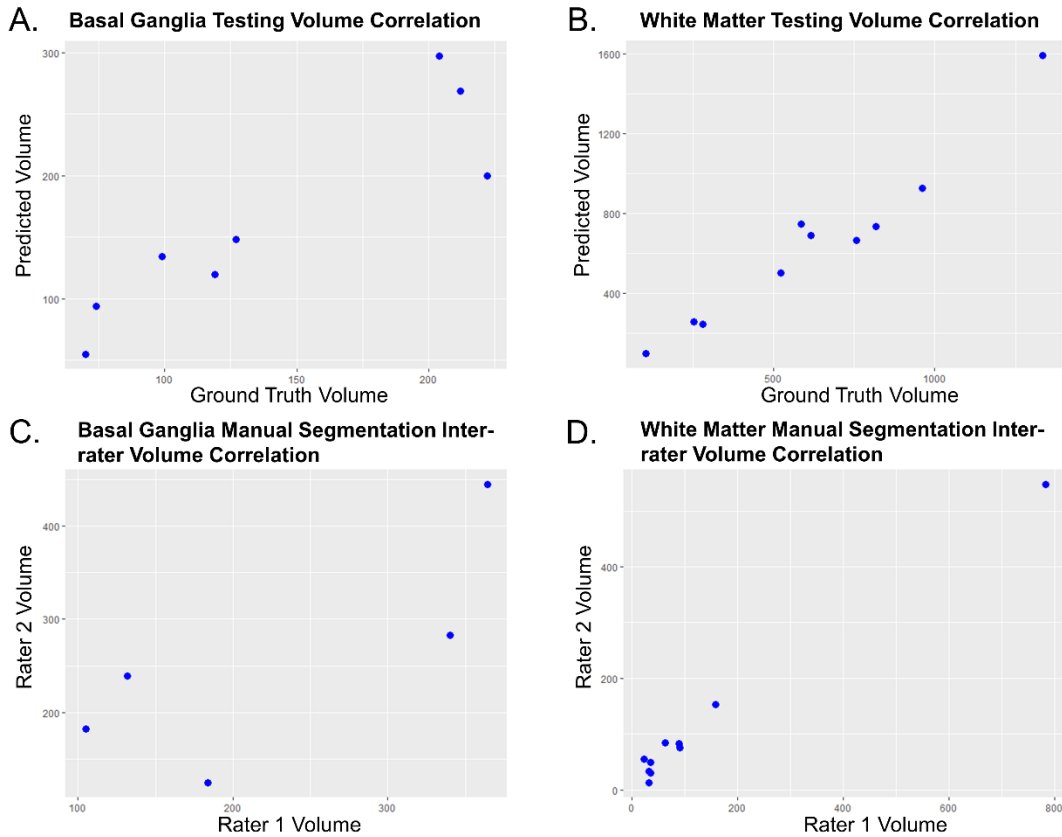 A. Basal Ganglia Testing Volume Correlation
300
200
100
Predicted Volume
100
150
200
Ground Truth Volume
B. White Matter Testing Volume Correlation
1600
1200
800
400
Predicted Volume
500
1000
Ground Truth Volume
C. Basal Ganglia Manual Segmentation Inter-
rater Volume Correlation
400
300
200
Rater 2 Volume
100
200
300
Rater 1 Volume
D. White Matter Manual Segmentation Inter-
rater Volume Correlation
400
200
0
Rater 2 Volume
0
200
400
600
800
Rater 1 Volume